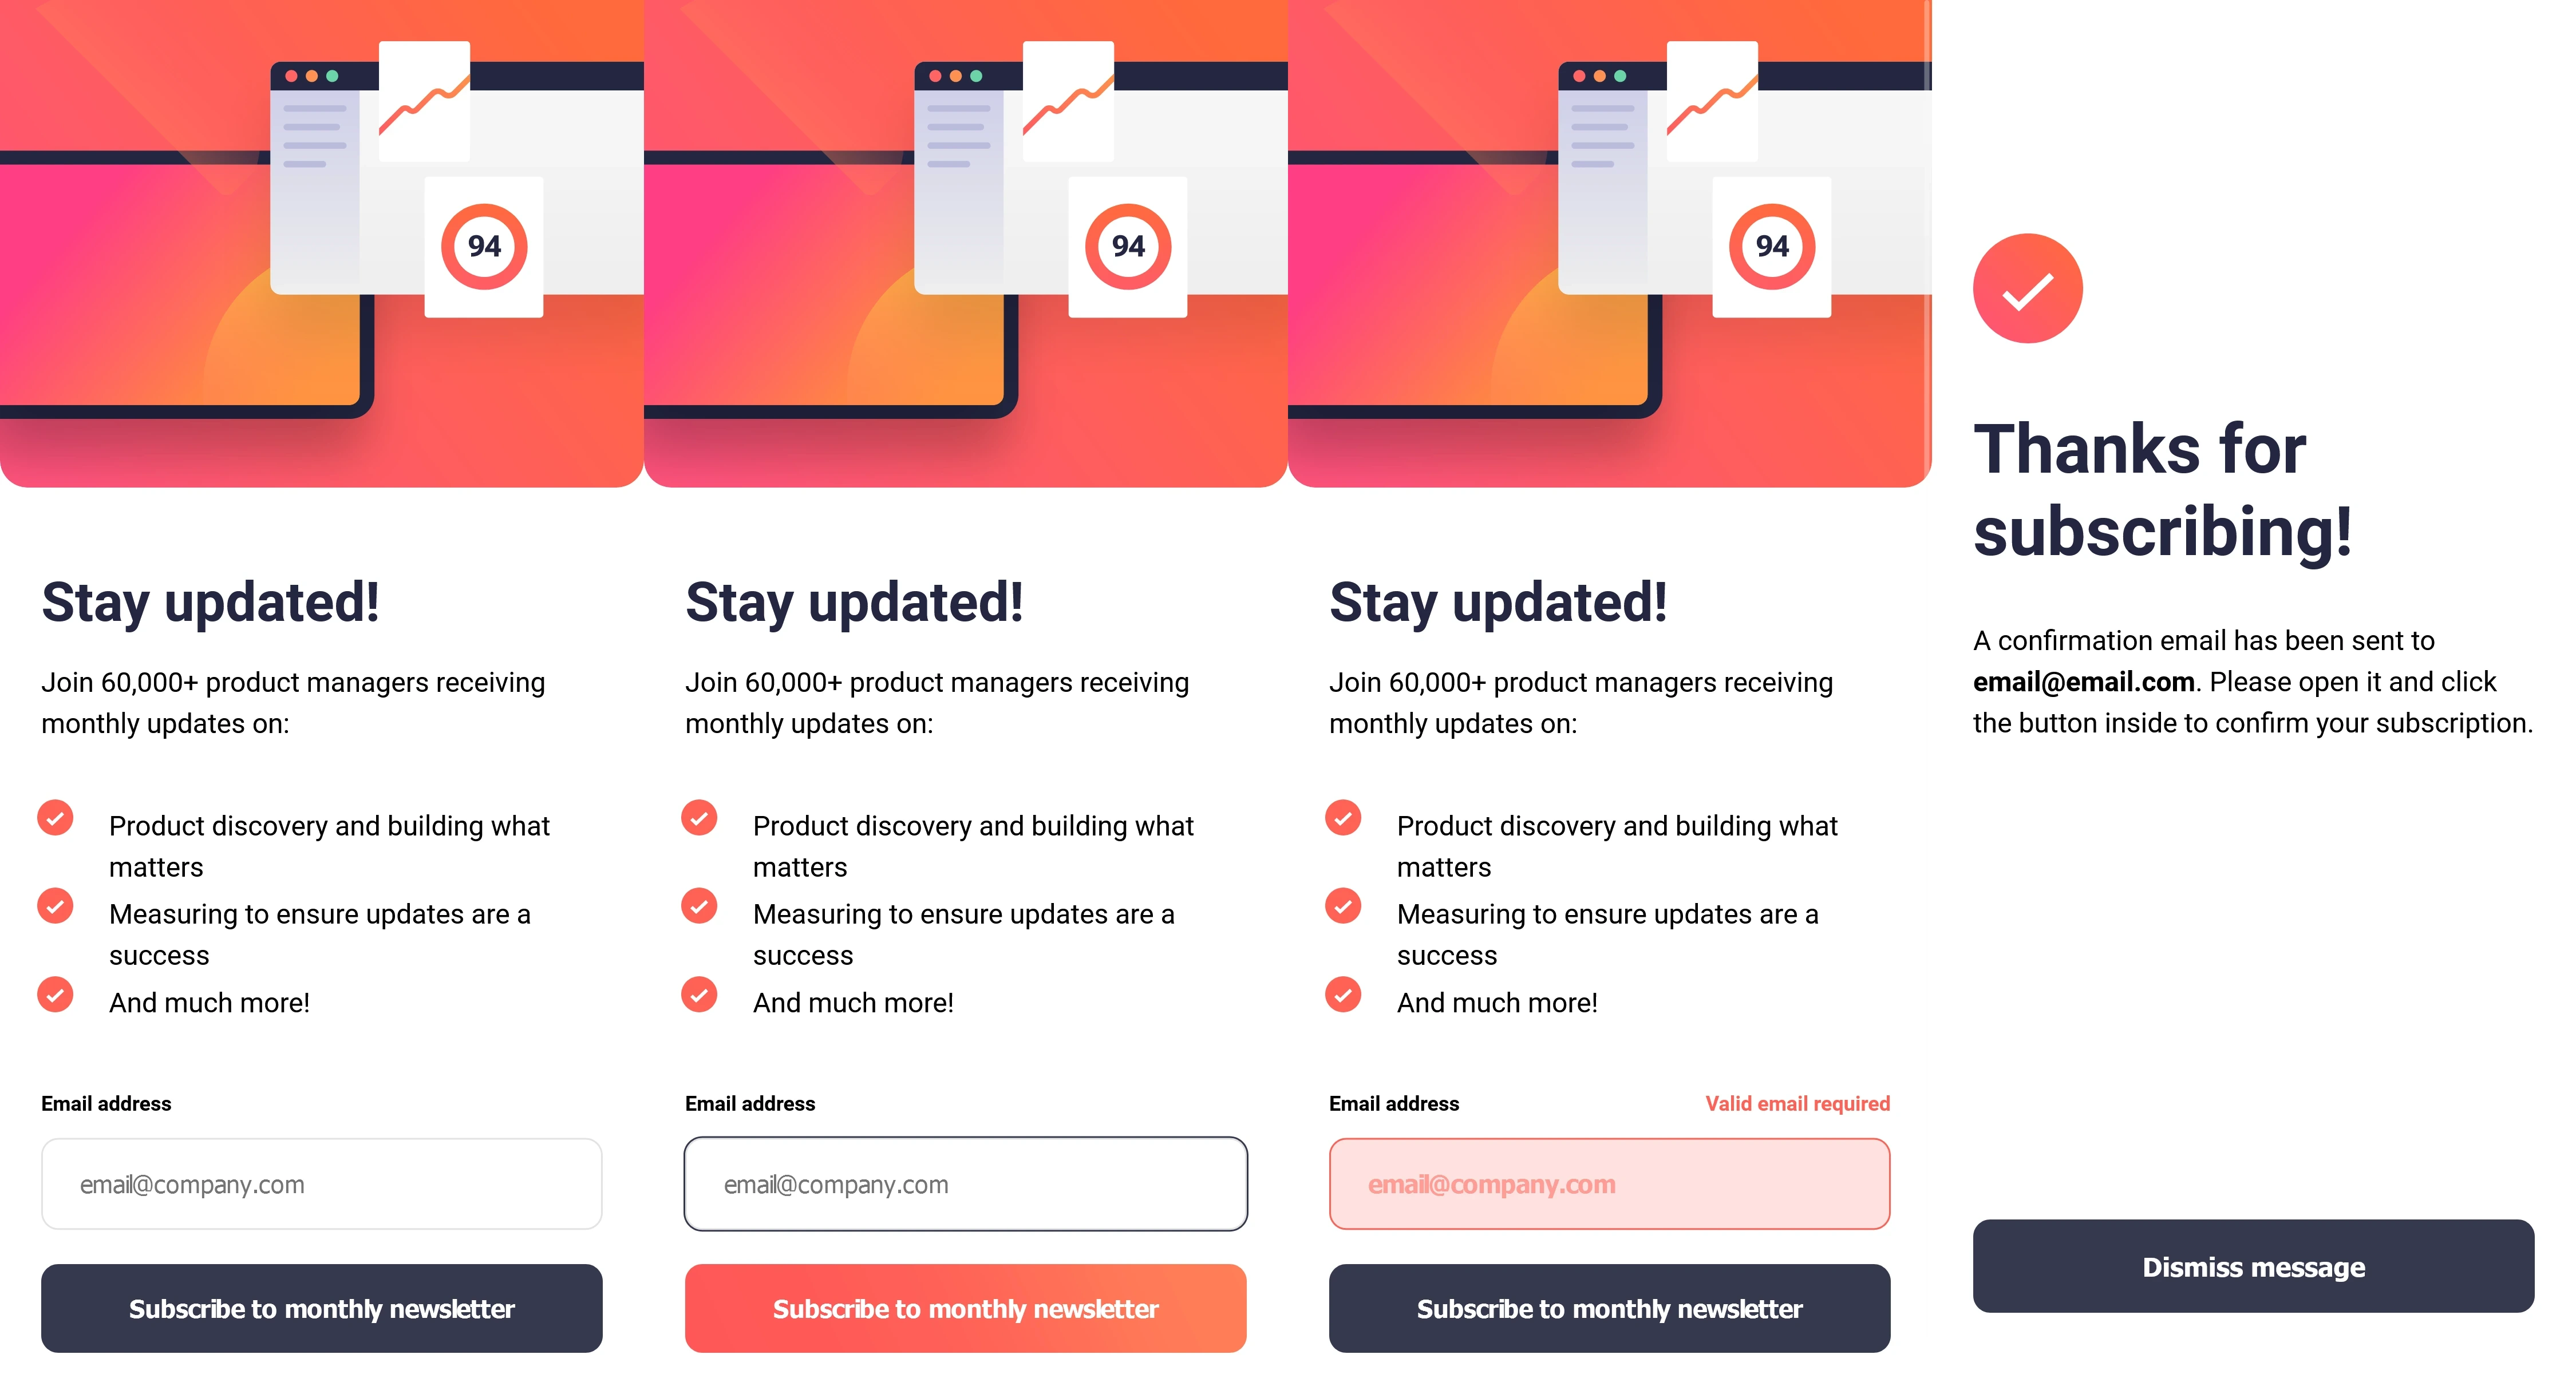 94
Stay updated!
Join 60,000+ product managers receiving
monthly updates on:
Product discovery and building what
matters
Measuring to ensure updates are a
success
And much more!
Email address
email@company.com
Subscribe to monthly newsletter
94
Stay updated!
Join 60,000+ product managers receiving
monthly updates on:
Product discovery and building what
matters
Measuring to ensure updates are a
success
And much more!
Email address
email@company.com
Subscribe to monthly newsletter
94
Stay updated!
Join 60,000+ product managers receiving
monthly updates on:
Product discovery and building what
matters
Measuring to ensure updates are a
success
And much more!
Email address
Valid email required
email@company.com
Subscribe to monthly newsletter
Thanks for
subscribing!
A confirmation email has been sent to
email@email.com. Please open it and click
the button inside to confirm your subscription.
Dismiss message